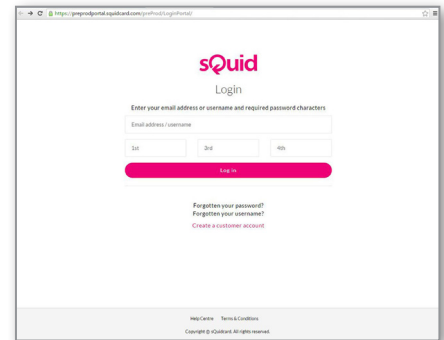 https://preprodportal.squidcard.com/preProd/LoginPortal/
sQuid
Login
Enter your email address or username and required password characters
Email address / username
1st 3rd 4th
Log in
Forgotten your password?
Forgotten your username?
Create a customer account
Help Centre Terms & Conditions
Copyright © sQuidcard. All rights reserved.